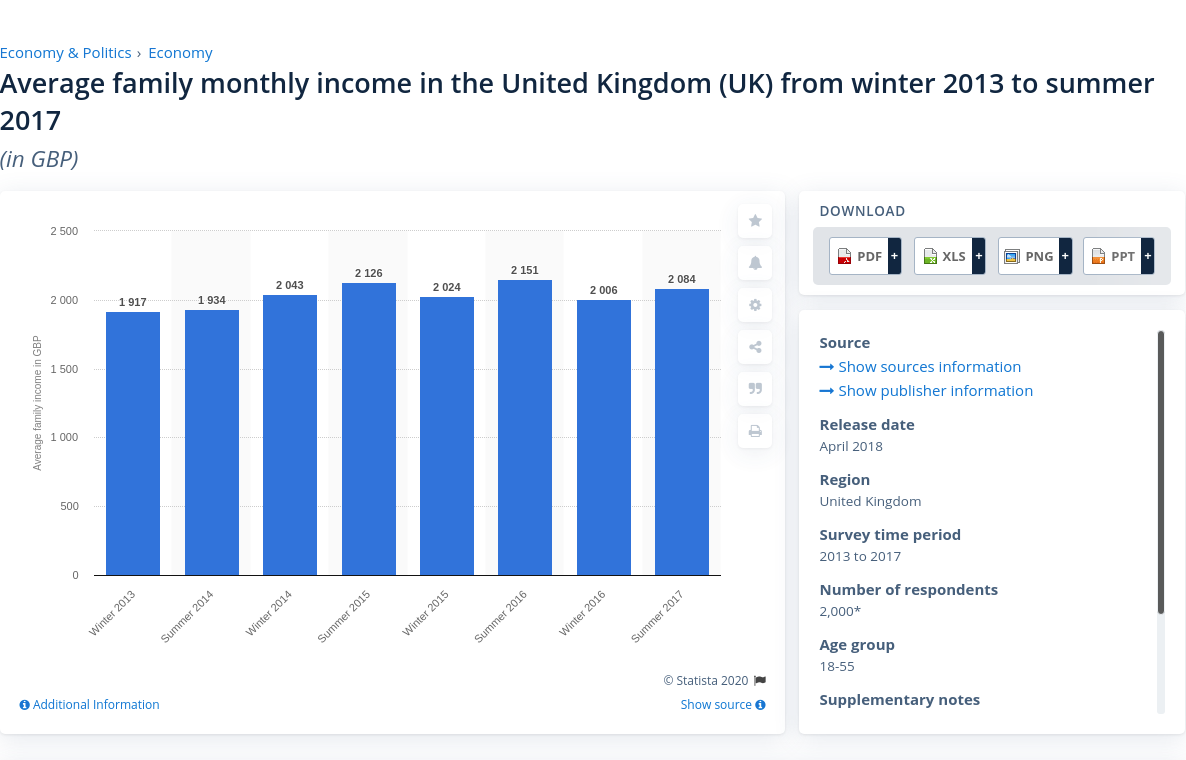 Economy & Politics › Economy
Average family monthly income in the United Kingdom (UK) from winter 2013 to summer
2017
(in GBP)
Average family income in GBP
2 500
2 000
1 500
1 000
500
0
1 917
1 934
2 043
2 126
2 024
2 151
2 006
2 084
Winter 2013
Summer 2014
Winter 2014
Summer 2015
Winter 2015
Summer 2016
Winter 2016
Summer 2017
© Statista 2020
Additional Information
Show source
DOWNLOAD
PDF + XLS + PNG + PPT +
Source
Show sources information
Show publisher information
Release date
April 2018
Region
United Kingdom
Survey time period
2013 to 2017
Number of respondents
2,000*
Age group
18-55
Supplementary notes